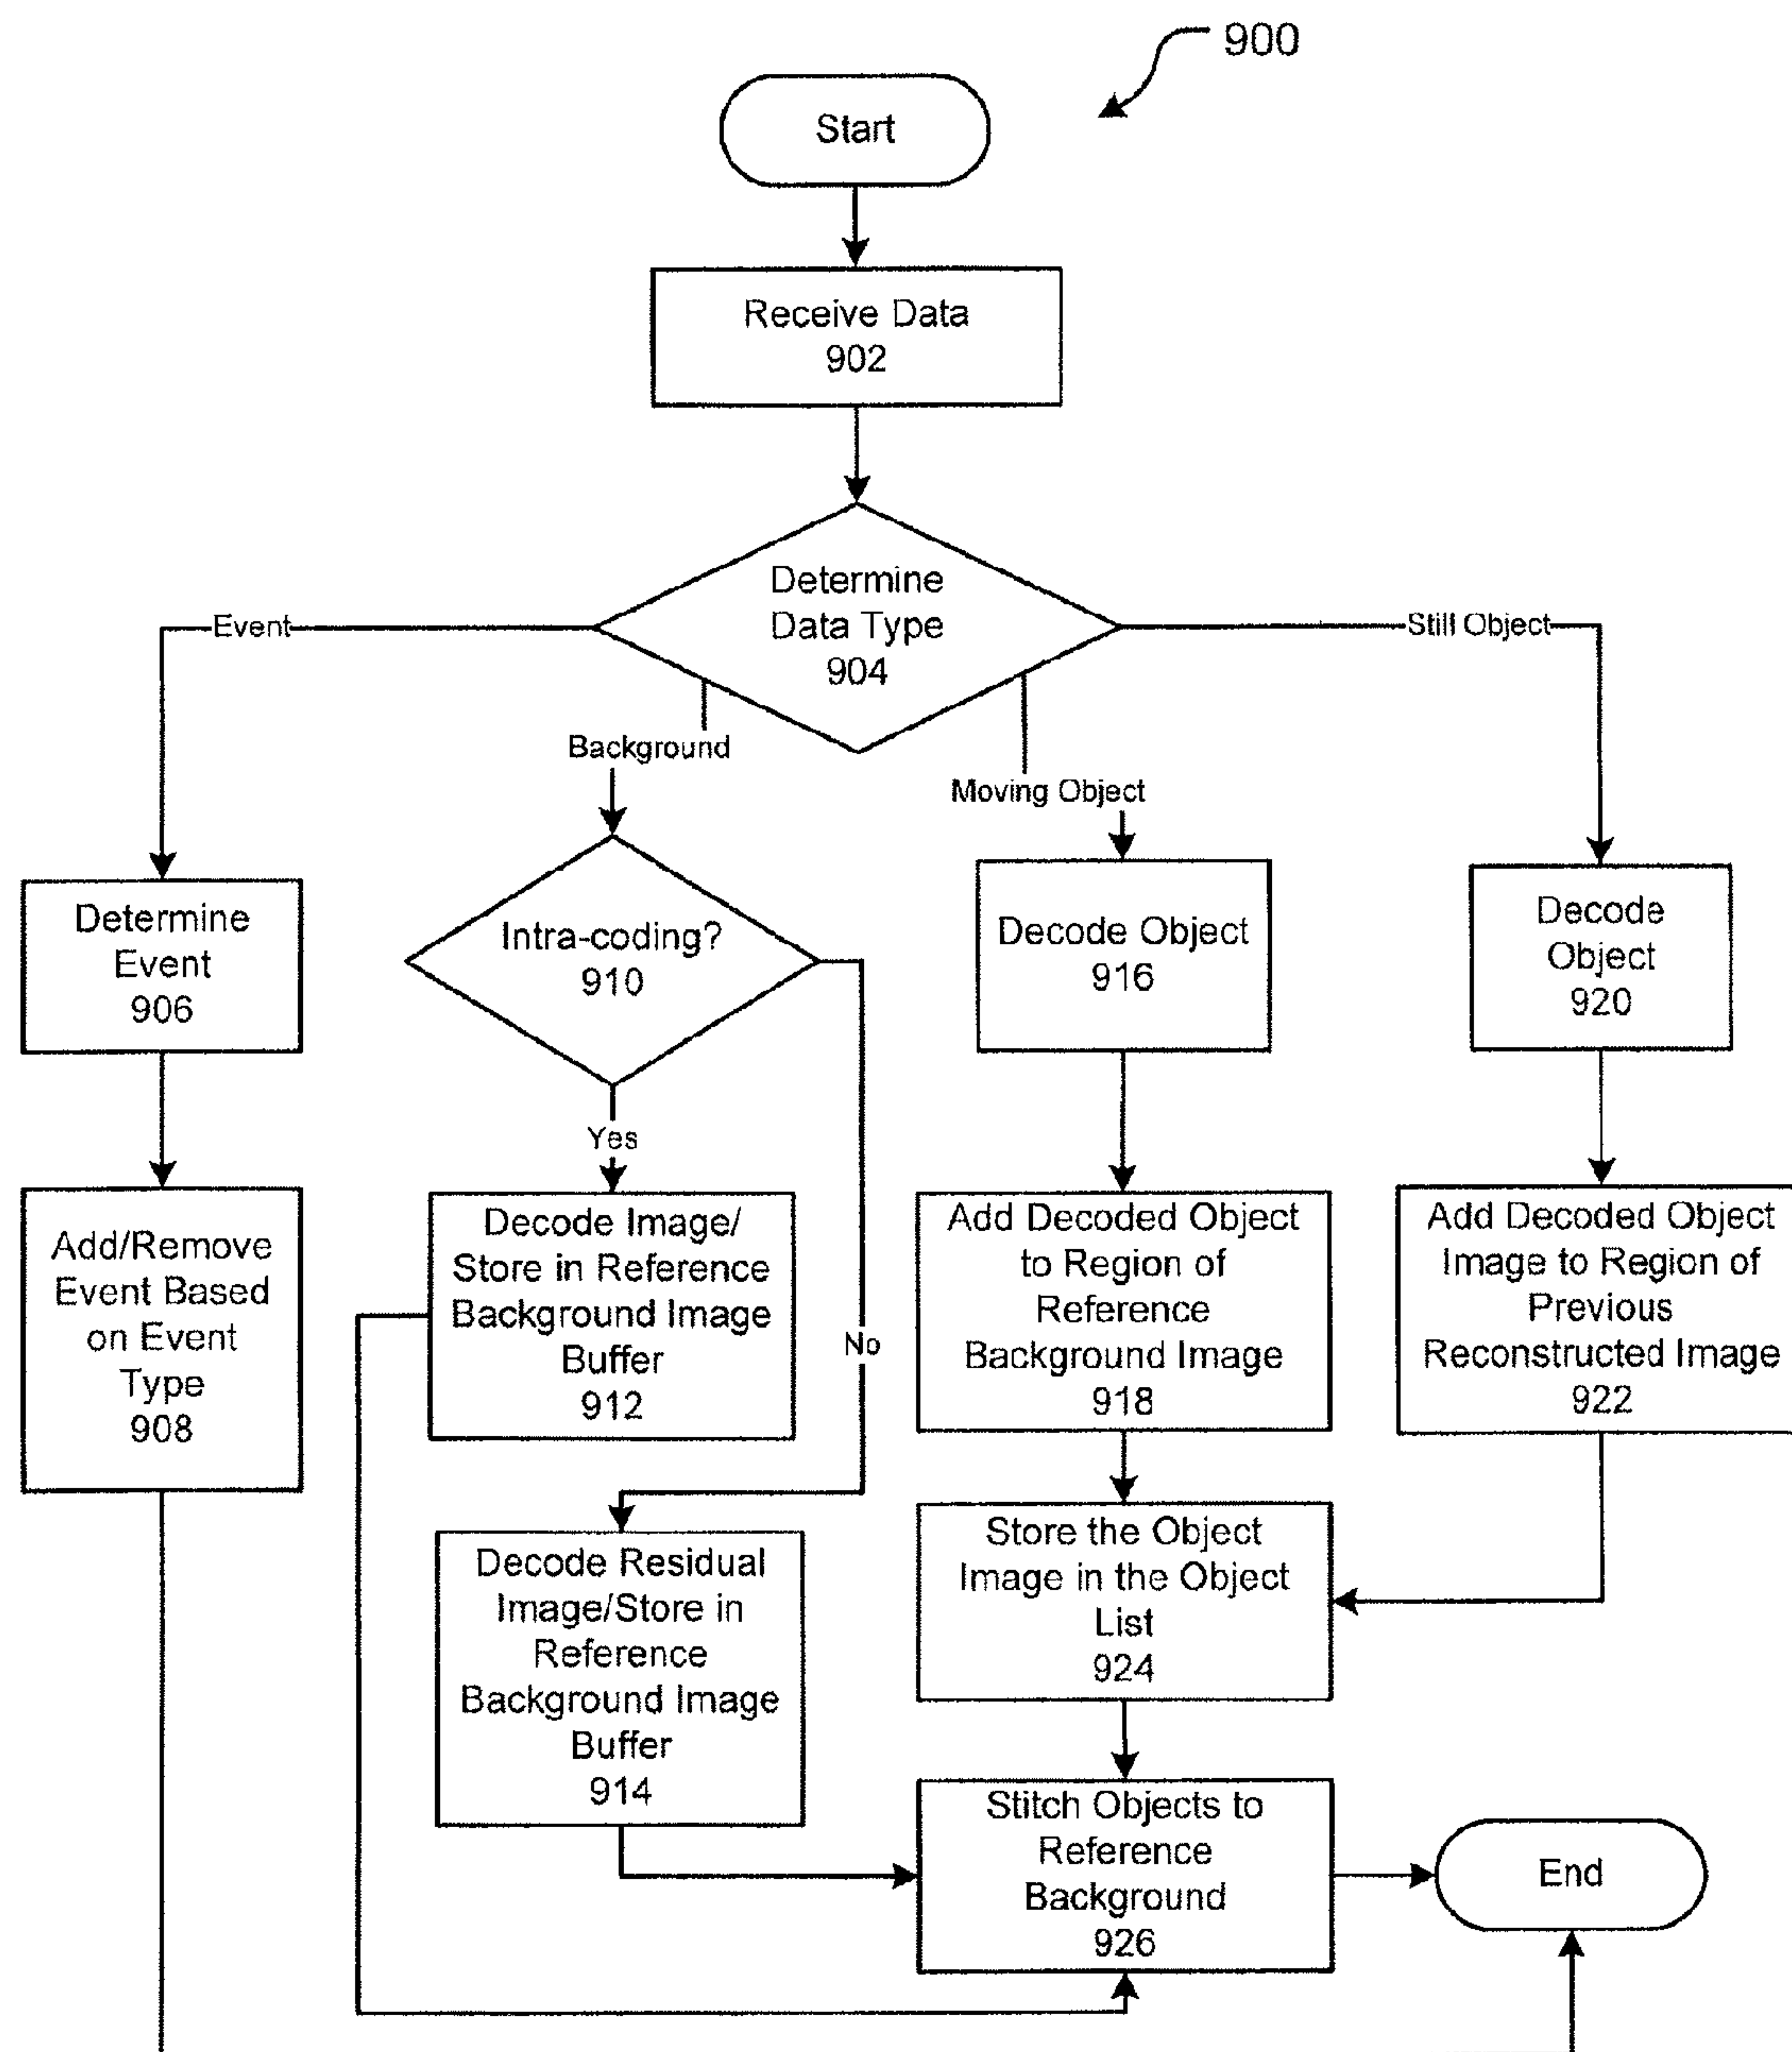 900
Start
Receive Data
902
Determine
Data Type
904
Event
Still Object
Background
Moving Object
Determine
Event
906
Intra-coding?
910
Decode Object
916
Decode
Object
920
Yes
No
Add/Remove
Event Based
on Event
Type
908
Decode Image/
Store in Reference
Background Image
Buffer
912
Add Decoded Object
to Region of
Reference
Background Image
918
Add Decoded Object
Image to Region of
Previous
Reconstructed Image
922
Decode Residual
Image/Store in
Reference
Background Image
Buffer
914
Store the Object
Image in the Object
List
924
Stitch Objects to
Reference
Background
926
End